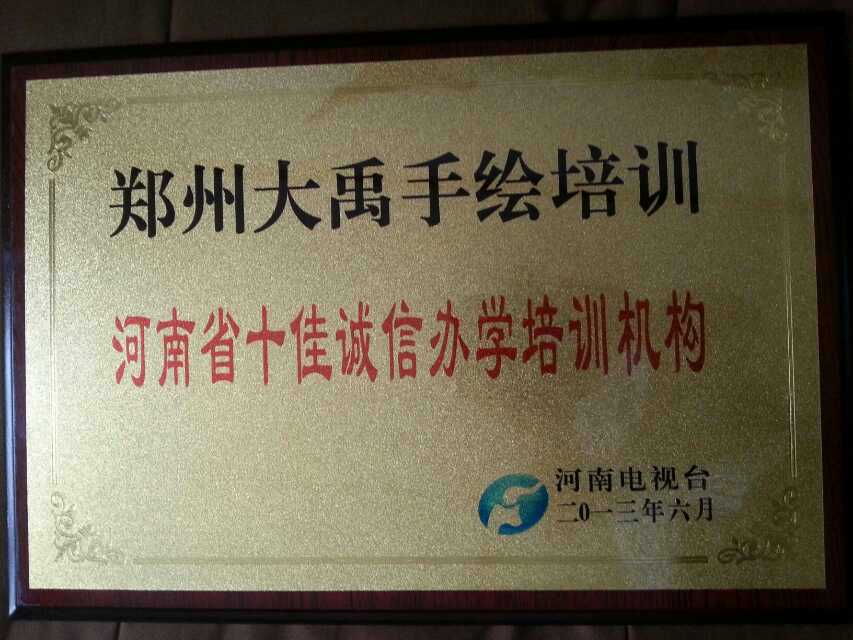 郑州大禹手绘培训
河南省十佳诚信办学培训机构
河南电视台
二0一三年六月